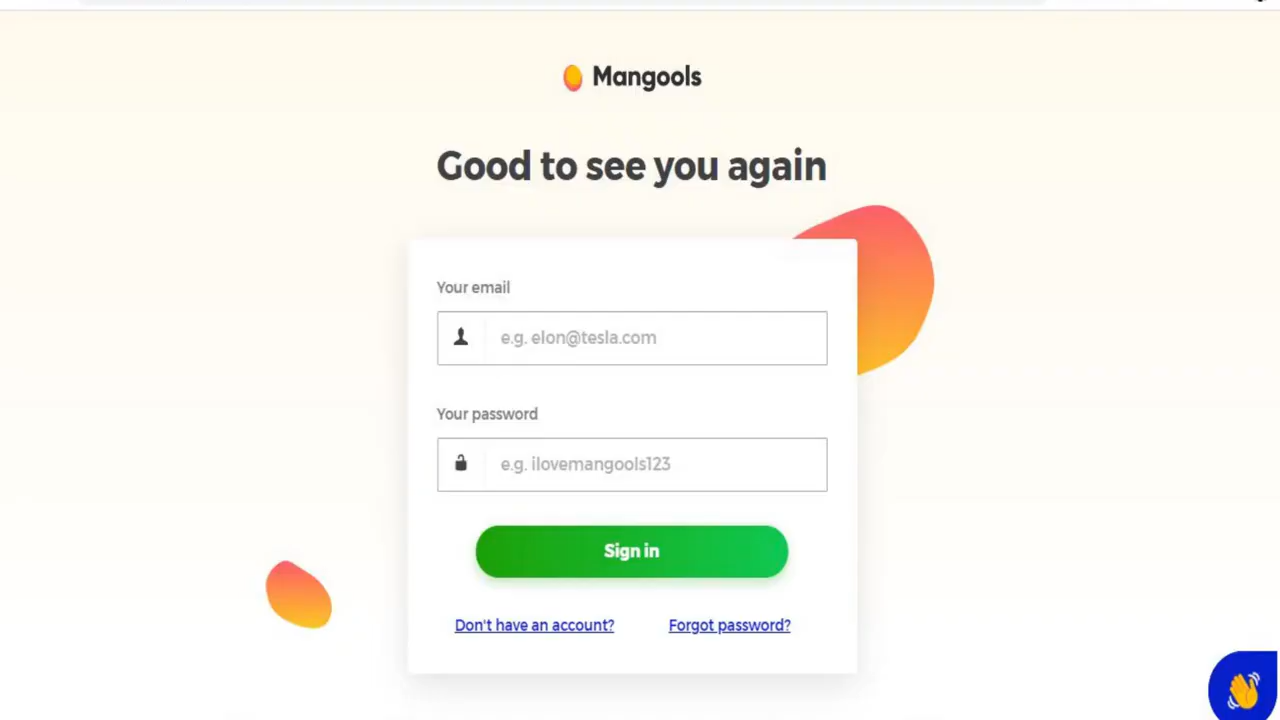 Mangools
Good to see you again
Your email
e.g. elon@tesla.com
Your password
e.g. ilovemangools123
Sign in
Don't have an account? Forgot password?